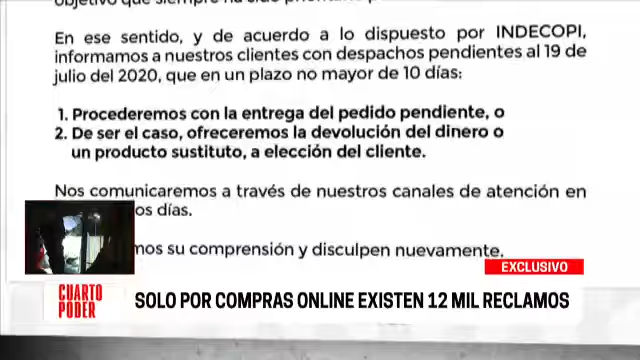 En ese sentido, y de acuerdo a lo dispuesto por INDECOPI,
informamos a nuestros clientes con despachos pendientes al 19 de
julio del 2020, que en un plazo no mayor de 10 días:
1. Procederemos con la entrega del pedido pendiente, o
2. De ser el caso, ofreceremos la devolución del dinero o
un producto sustituto, a elección del cliente.
Nos comunicaremos a través de nuestros canales de atención en
os días.
mos su comprensión y disculpen nuevamente.
EXCLUSIVO
CUARTO
PODER
SOLO POR COMPRAS ONLINE EXISTEN 12 MIL RECLAMOS